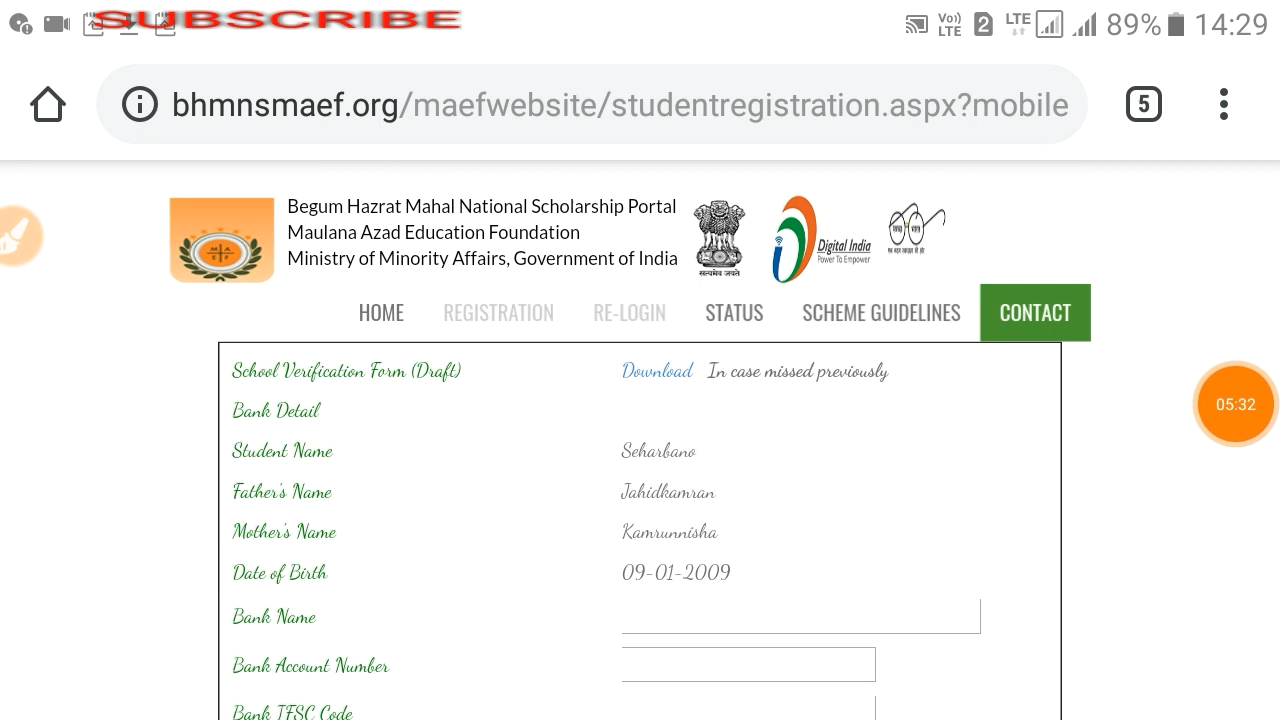 SUBSCRIBE
Vo) LTE 2 LTE 89% 14:29
bhmnsmaef.org/maefwebsite/studentregistration.aspx?mobile 5
Begum Hazrat Mahal National Scholarship Portal
Maulana Azad Education Foundation
Ministry of Minority Affairs, Government of India
सत्यमेव जयते
Digital India
Power To Empower
HOME REGISTRATION RE-LOGIN STATUS SCHEME GUIDELINES CONTACT
School Verification Form (Draft) Download In case missed previously
Bank Detail
Student Name Seharbano
Father's Name Jahidkamran
Mother's Name Kamrunnisha
Date of Birth 09-01-2009
Bank Name
Bank Account Number
Bank IFSC Code
05:32